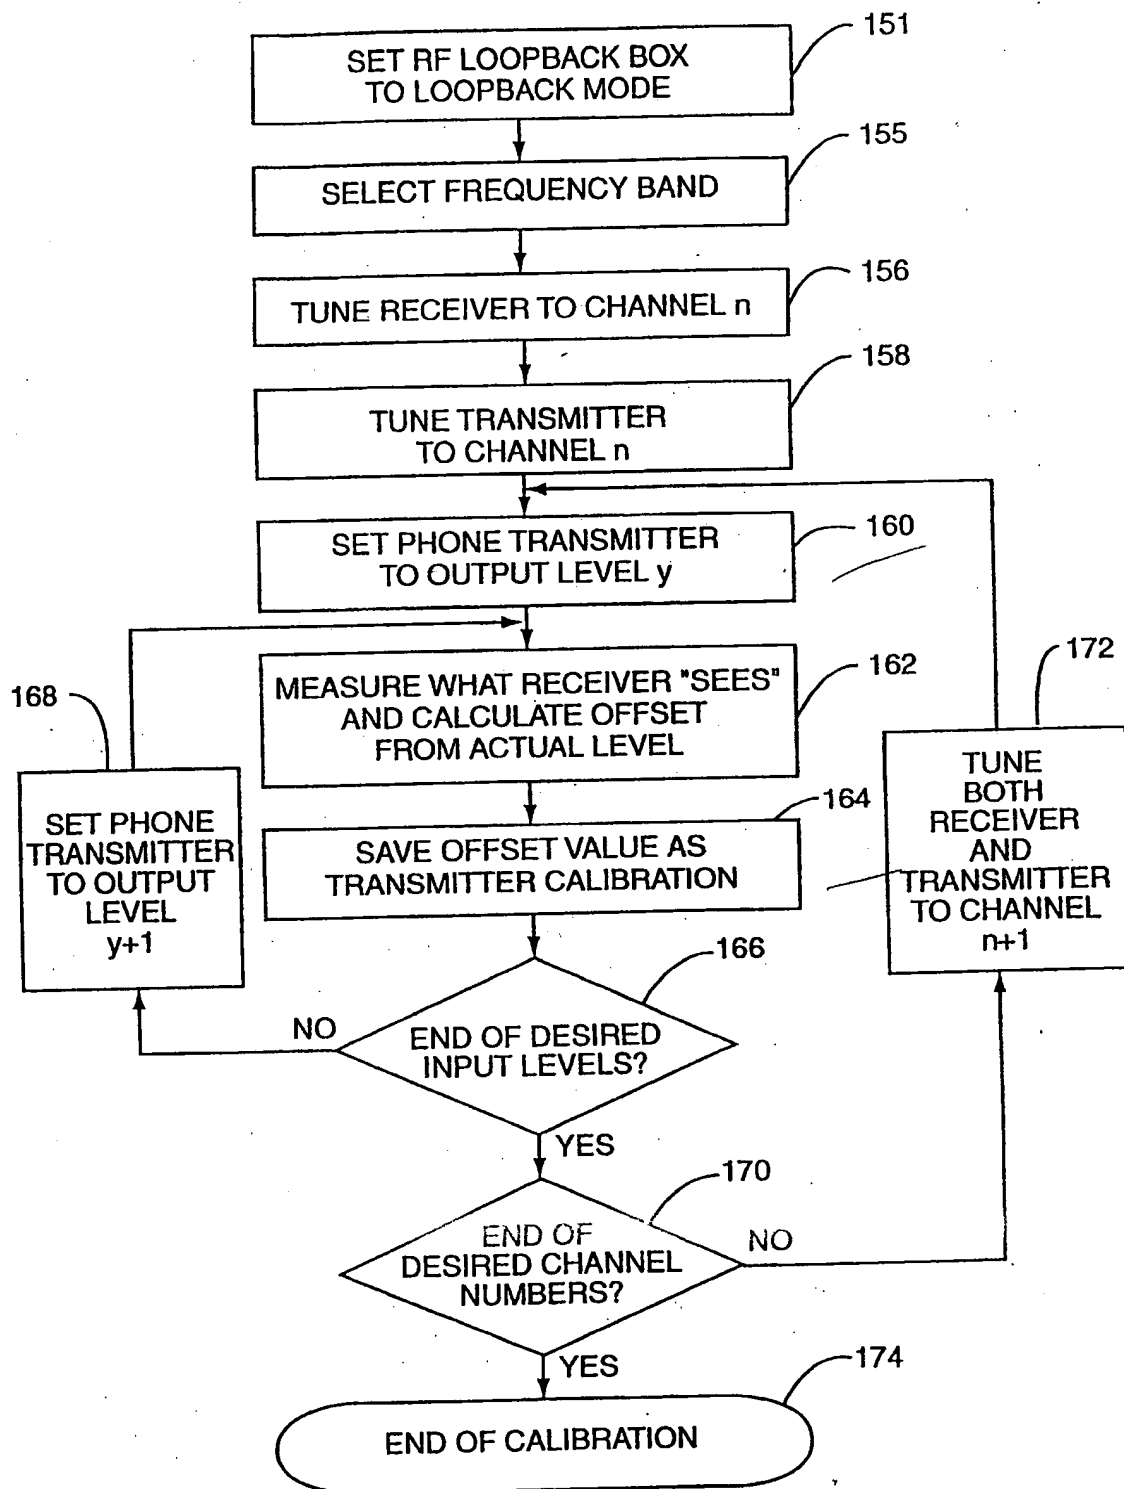 151
SET RF LOOPBACK BOX
TO LOOPBACK MODE
155
SELECT FREQUENCY BAND
156
TUNE RECEIVER TO CHANNEL n
158
TUNE TRANSMITTER
TO CHANNEL n
160
SET PHONE TRANSMITTER
TO OUTPUT LEVEL y
162
MEASURE WHAT RECEIVER "SEES"
AND CALCULATE OFFSET
FROM ACTUAL LEVEL
168
SET PHONE
TRANSMITTER
TO OUTPUT
LEVEL
y+1
172
TUNE
BOTH
RECEIVER
AND
TRANSMITTER
TO CHANNEL
n+1
164
SAVE OFFSET VALUE AS
TRANSMITTER CALIBRATION
166
END OF DESIRED
INPUT LEVELS?
NO
YES
170
END OF
DESIRED CHANNEL
NUMBERS?
NO
YES
174
END OF CALIBRATION